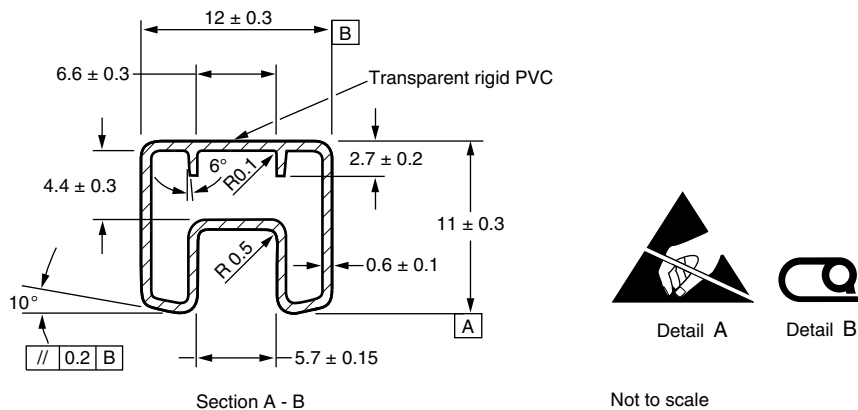 12 ± 0.3
B
6.6 ± 0.3
Transparent rigid PVC
6°
R0.1
2.7 ± 0.2
4.4 ± 0.3
11 ± 0.3
R 0.5
0.6 ± 0.1
10°
A
// 0.2 B
5.7 ± 0.15
Detail A
Detail B
Section A - B
Not to scale